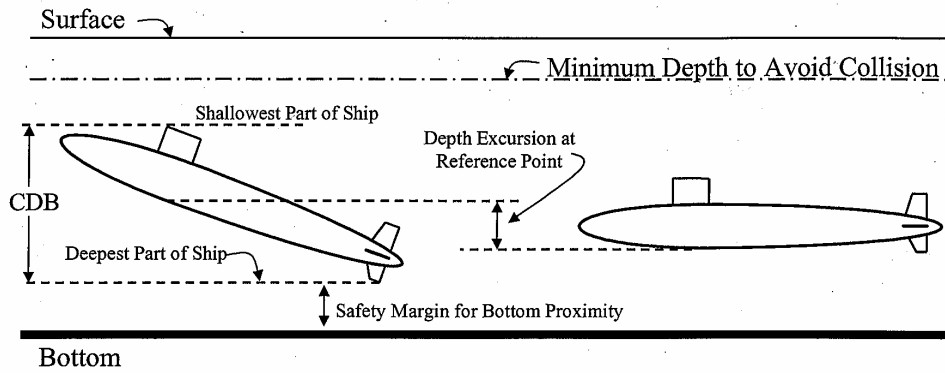 Surface
Minimum Depth to Avoid Collision
Shallowest Part of Ship
Depth Excursion at
Reference Point
CDB
Deepest Part of Ship
Safety Margin for Bottom Proximity
Bottom